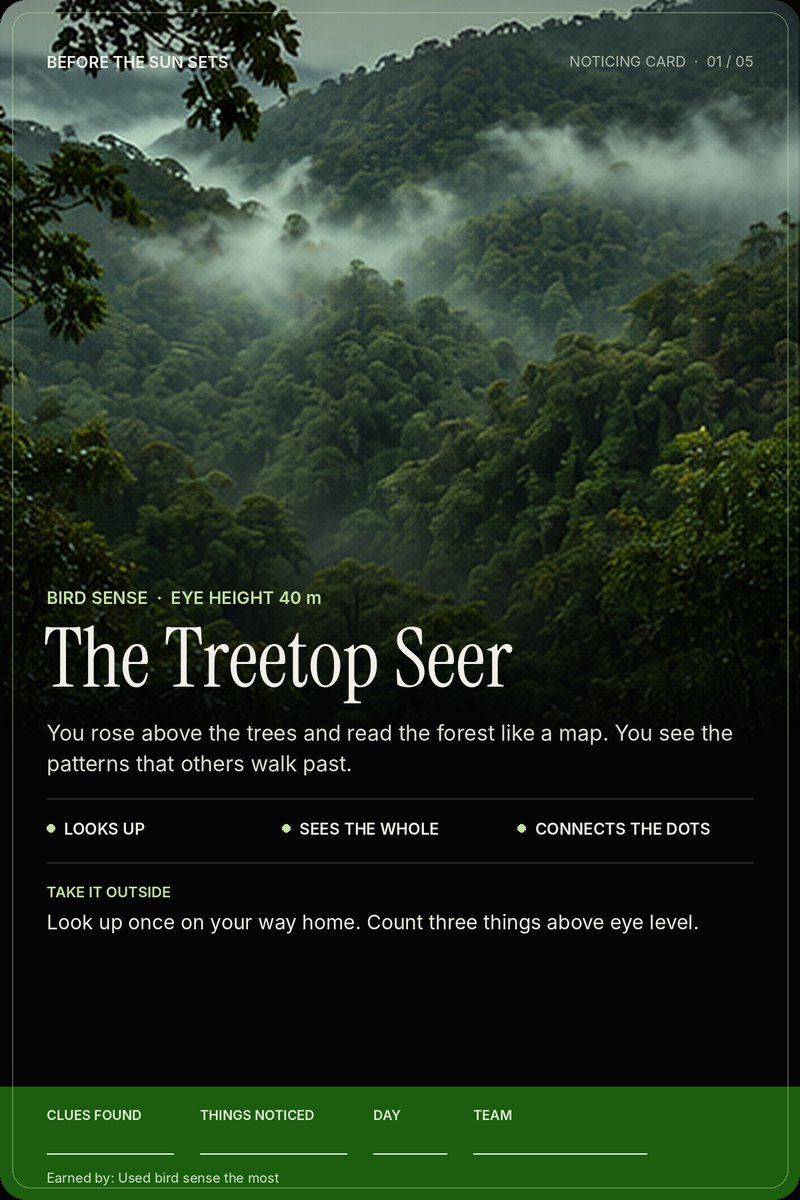 BEFORE THE SUN SETS
NOTICING CARD · 01 / 05
BIRD SENSE · EYE HEIGHT 40 m
The Treetop Seer
You rose above the trees and read the forest like a map. You see the
patterns that others walk past.
LOOKS UP
SEES THE WHOLE
CONNECTS THE DOTS
TAKE IT OUTSIDE
Look up once on your way home. Count three things above eye level.
CLUES FOUND
THINGS NOTICED
DAY
TEAM
Earned by: Used bird sense the most